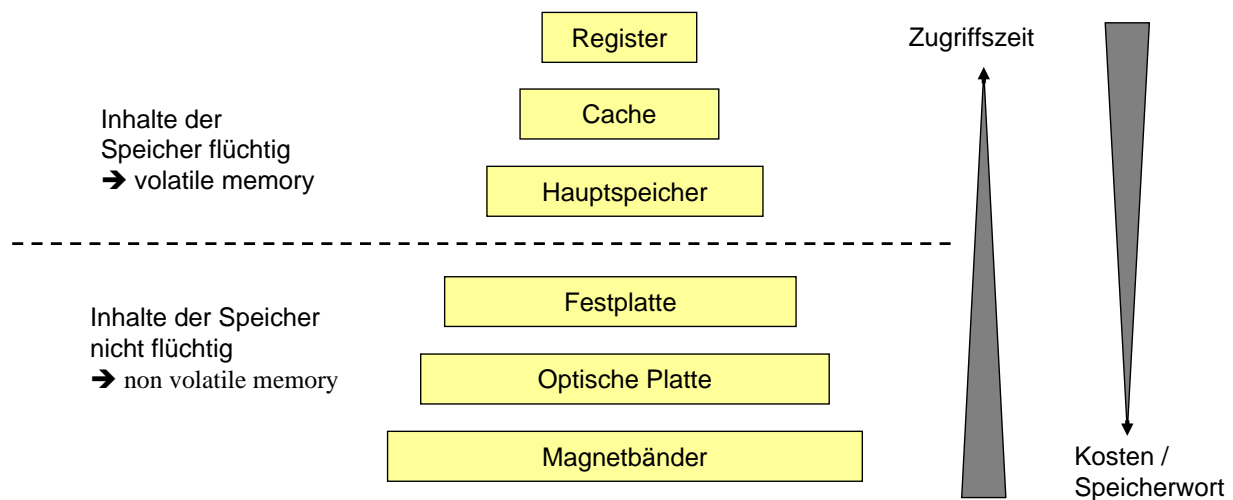 Register
Zugriffszeit
Cache
Inhalte der
Speicher flüchtig
➔ volatile memory
Hauptspeicher
Festplatte
Inhalte der Speicher
nicht flüchtig
➔ non volatile memory
Optische Platte
Magnetbänder
Kosten /
Speicherwort